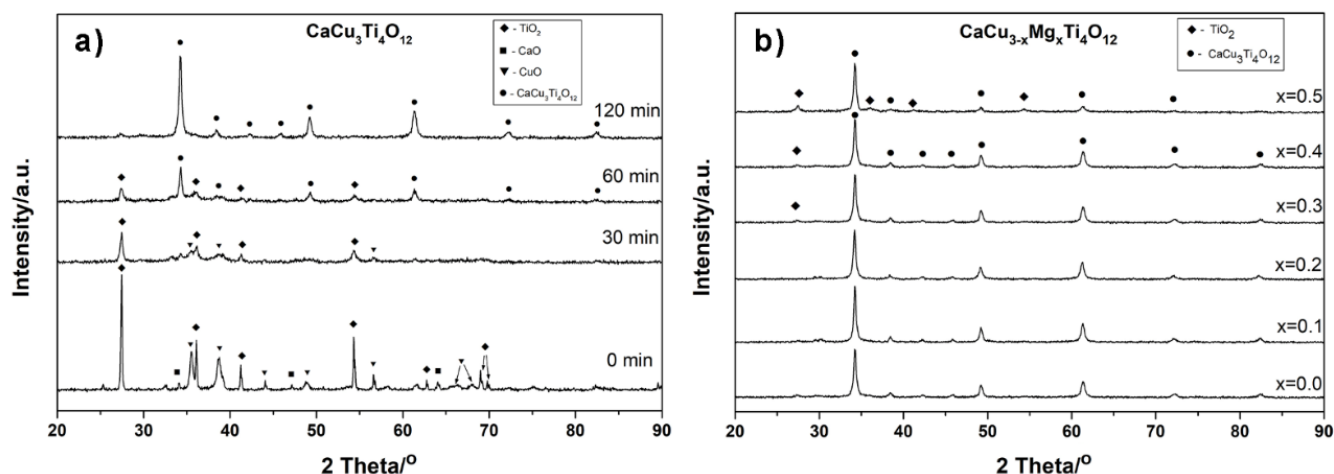 a)
CaCu3Ti4O12
◆ - TiO2
■ - CaO
▼ - CuO
● - CaCu3Ti4O12
120 min
60 min
30 min
0 min
Intensity/a.u.
20 30 40 50 60 70 80 90
2 Theta/O
b)
CaCu3-xMgxTi4O12
◆ - TiO2
● - CaCu3Ti4O12
x=0.5
x=0.4
x=0.3
x=0.2
x=0.1
x=0.0
Intensity/a.u.
20 30 40 50 60 70 80 90
2 Theta/O